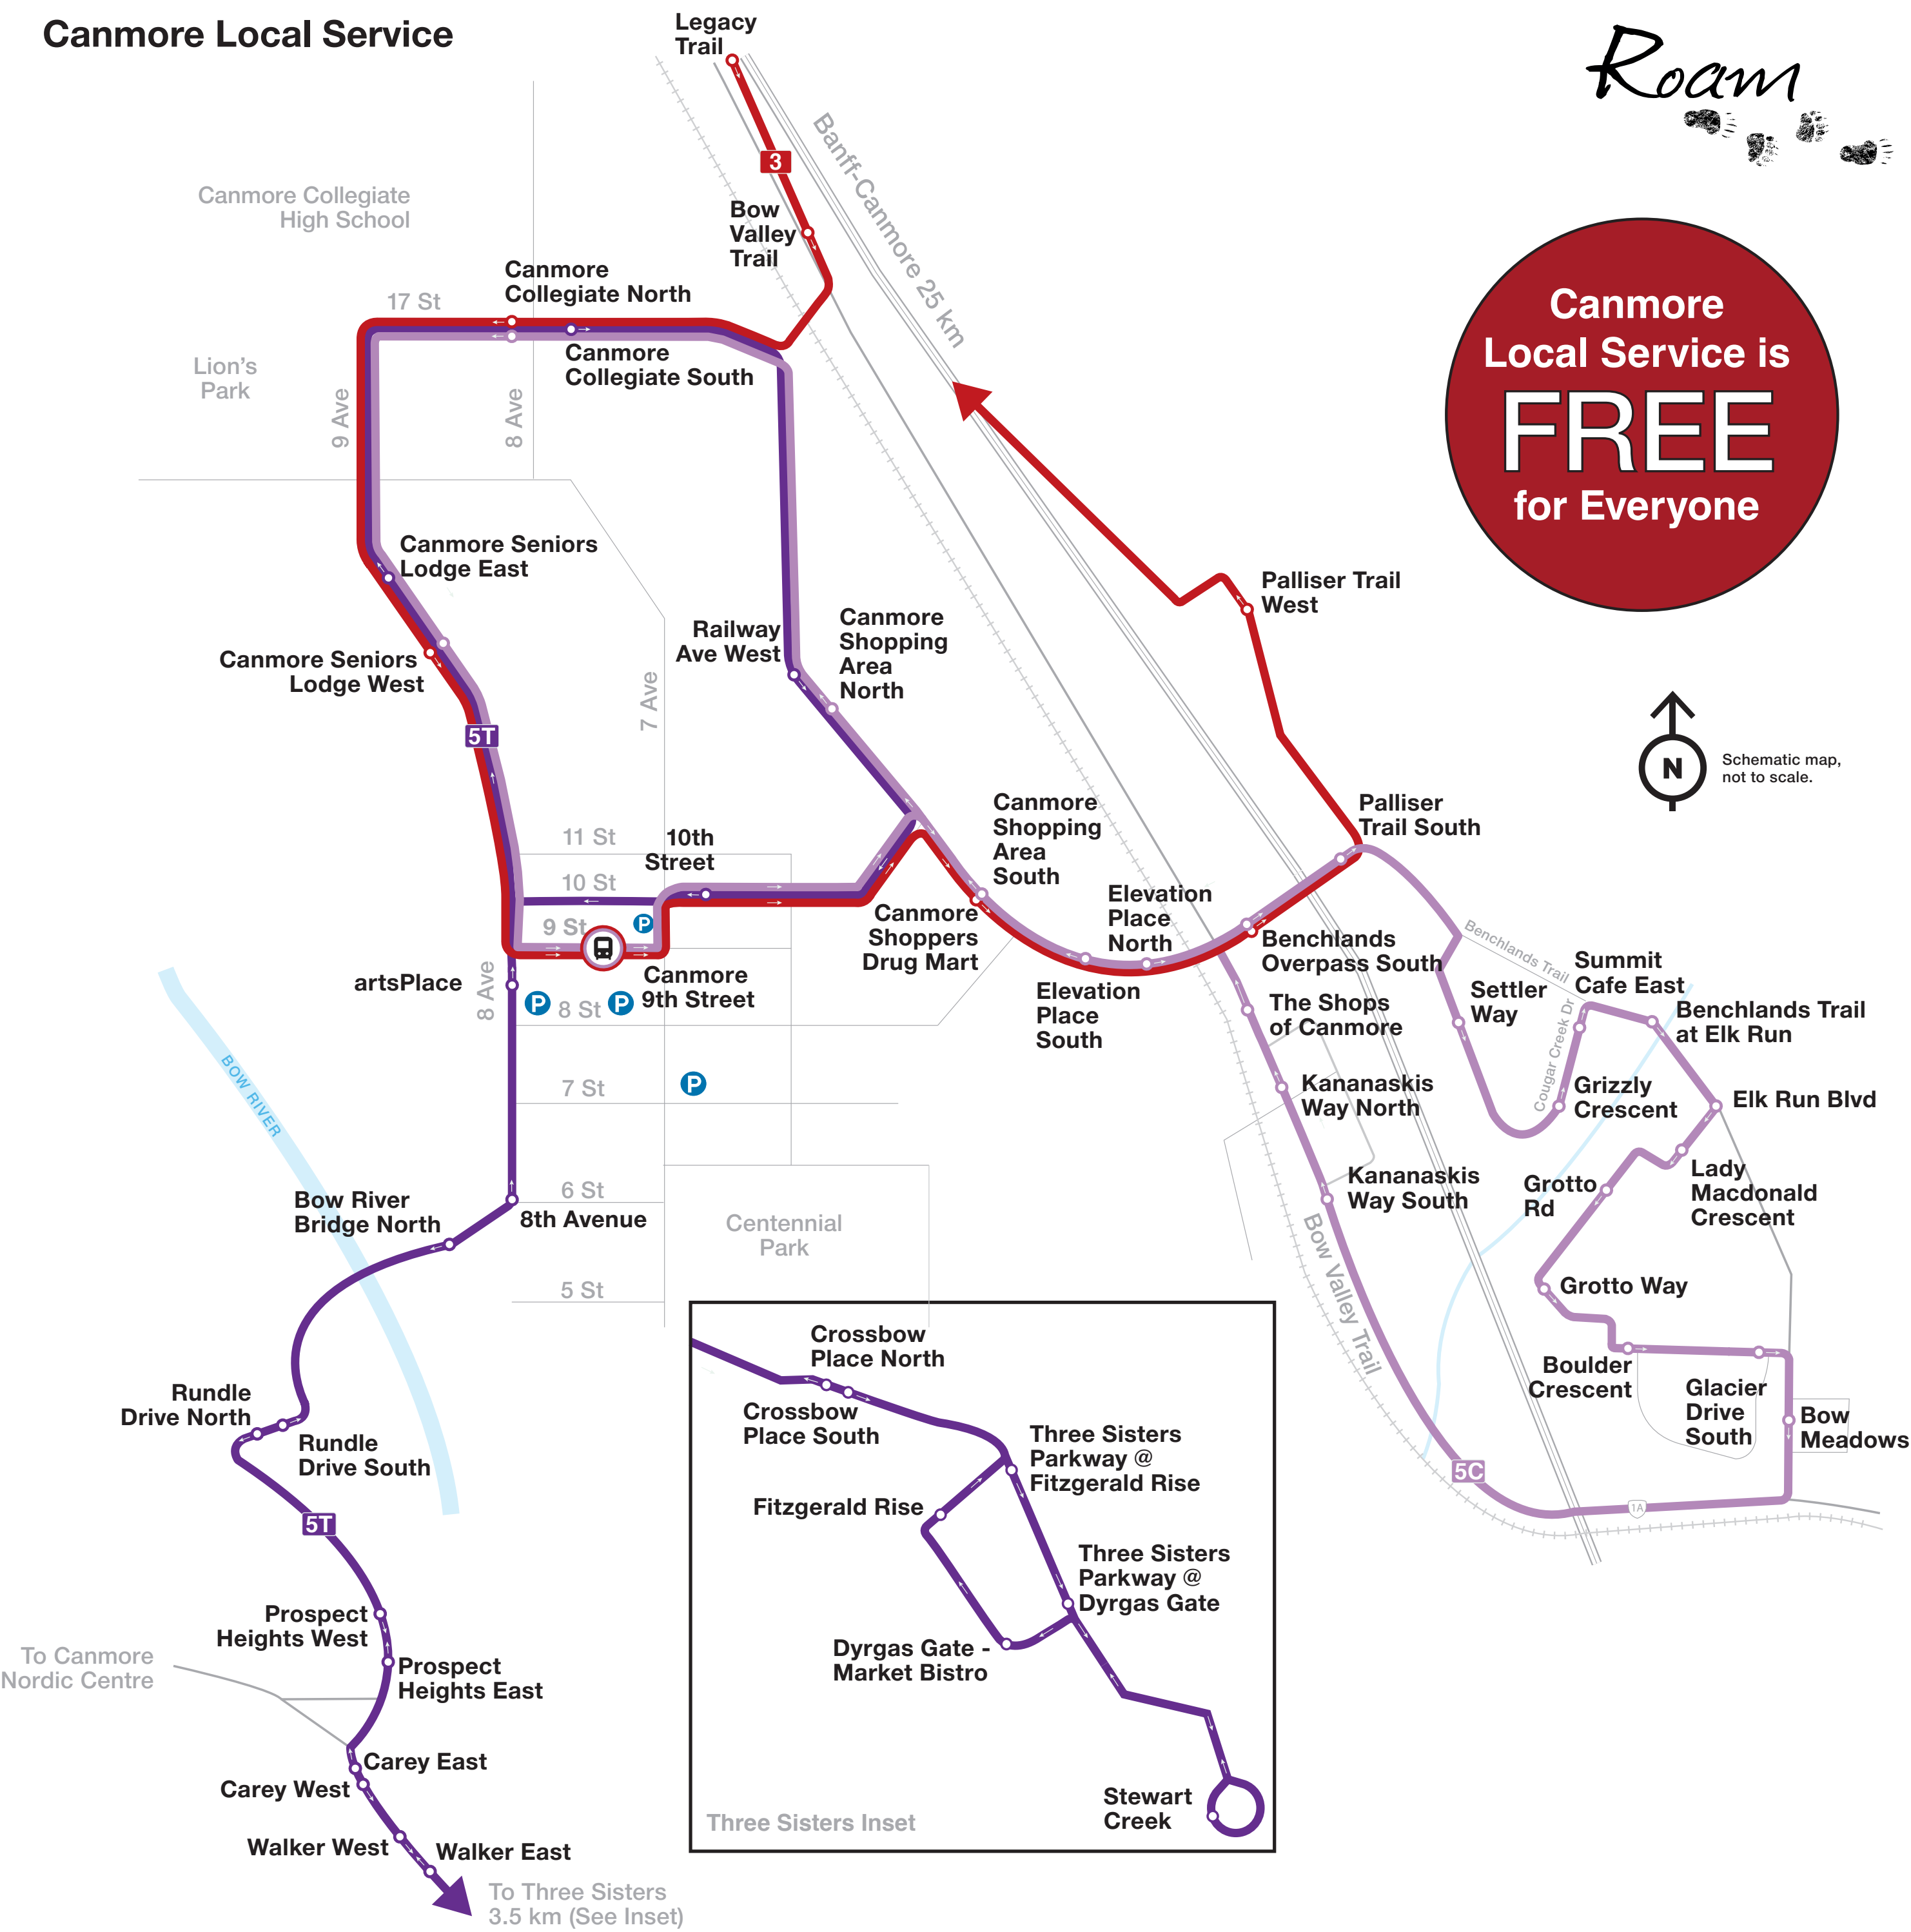 Canmore Local Service
Legacy
Trail
Roam
3
Banff-Canmore 25 km
Canmore Collegiate
High School
Bow
Valley
Trail
Canmore
Local Service is
FREE
for Everyone
Canmore
Collegiate North
17 St
Canmore
Collegiate South
Lion's
Park
9 Ave
8 Ave
Canmore Seniors
Lodge East
Palliser Trail
West
Railway
Ave West
Canmore
Shopping
Area
North
Canmore Seniors
Lodge West
7 Ave
5T
N
Schematic map,
not to scale.
Canmore
Shopping
Area
South
Palliser
Trail South
11 St
10th
Street
10 St
9 St
P
Canmore
Shoppers
Drug Mart
Elevation
Place
North
Benchlands
Overpass South
Benchlands Trail
Summit
Cafe East
artsPlace
8 Ave
Canmore
9th Street
P
8 St
P
Elevation
Place
South
The Shops
of Canmore
Settler
Way
Cougar Creek Dr
Benchlands Trail
at Elk Run
BOW RIVER
7 St
P
Kananaskis
Way North
Grizzly
Crescent
Elk Run Blvd
Bow River
Bridge North
6 St
8th Avenue
Centennial
Park
Kananaskis
Way South
Grotto
Rd
Lady
Macdonald
Crescent
5 St
Bow Valley Trail
Grotto Way
Crossbow
Place North
Boulder
Crescent
Glacier
Drive
South
Bow
Meadows
Rundle
Drive North
Rundle
Drive South
Crossbow
Place South
Three Sisters
Parkway @
Fitzgerald Rise
5C
1A
Fitzgerald Rise
5T
Three Sisters
Parkway @
Dyrgas Gate
Prospect
Heights West
Dyrgas Gate -
Market Bistro
To Canmore
Nordic Centre
Prospect
Heights East
Carey East
Carey West
Stewart
Creek
Three Sisters Inset
Walker West
Walker East
To Three Sisters
3.5 km (See Inset)